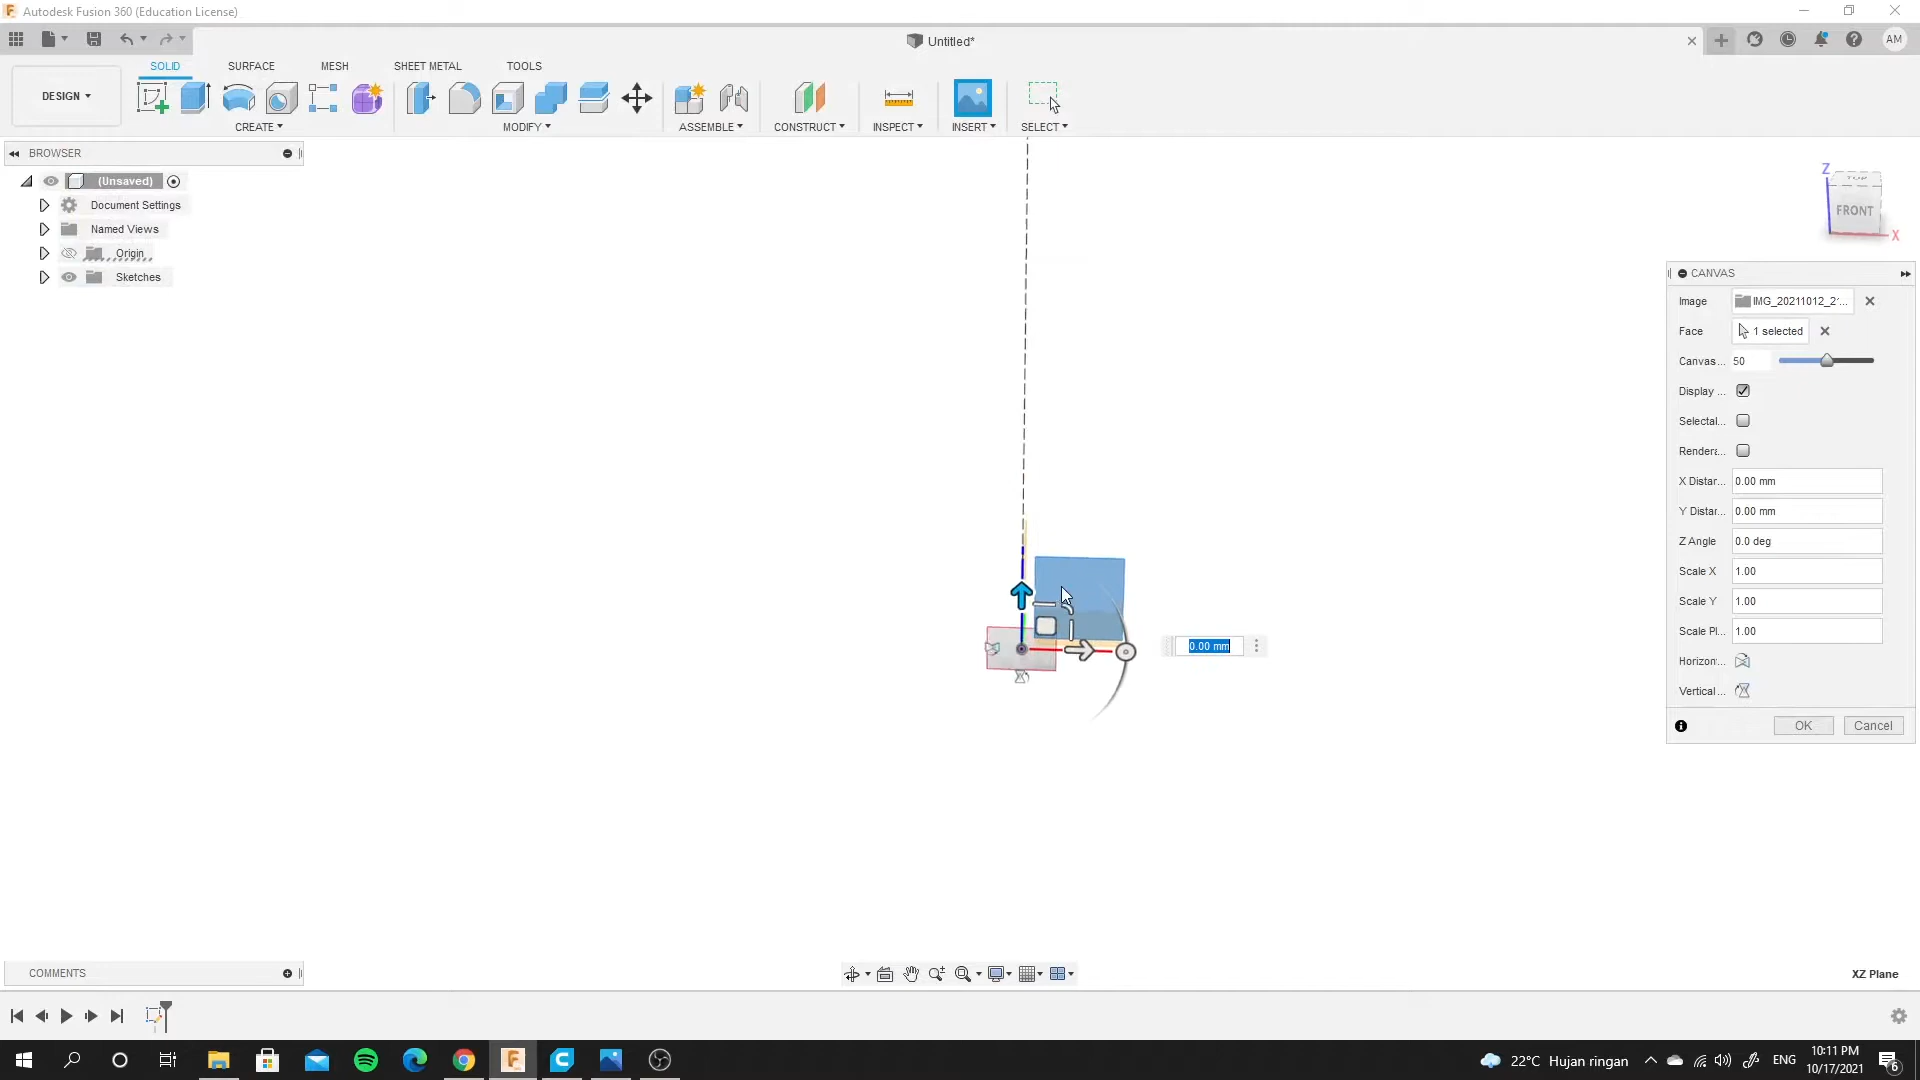 Autodesk Fusion 360 (Education License)
Untitled*
AM
DESIGN
SOLID
SURFACE
MESH
SHEET METAL
TOOLS
CREATE
MODIFY
ASSEMBLE
CONSTRUCT
INSPECT
INSERT
SELECT
BROWSER
(Unsaved)
Document Settings
Named Views
Origin
Sketches
Z
TOP
FRONT
X
CANVAS
Image IMG_20211012_2...
Face 1 selected
Canvas... 50
Display ...
Selectal...
Rendera...
X Distar... 0.00 mm
Y Distar... 0.00 mm
Z Angle 0.0 deg
Scale X 1.00
Scale Y 1.00
Scale Pl... 1.00
Horizon...
Vertical ...
OK Cancel
0.00 mm
COMMENTS
XZ Plane
22°C Hujan ringan
ENG
10:11 PM
10/17/2021
6